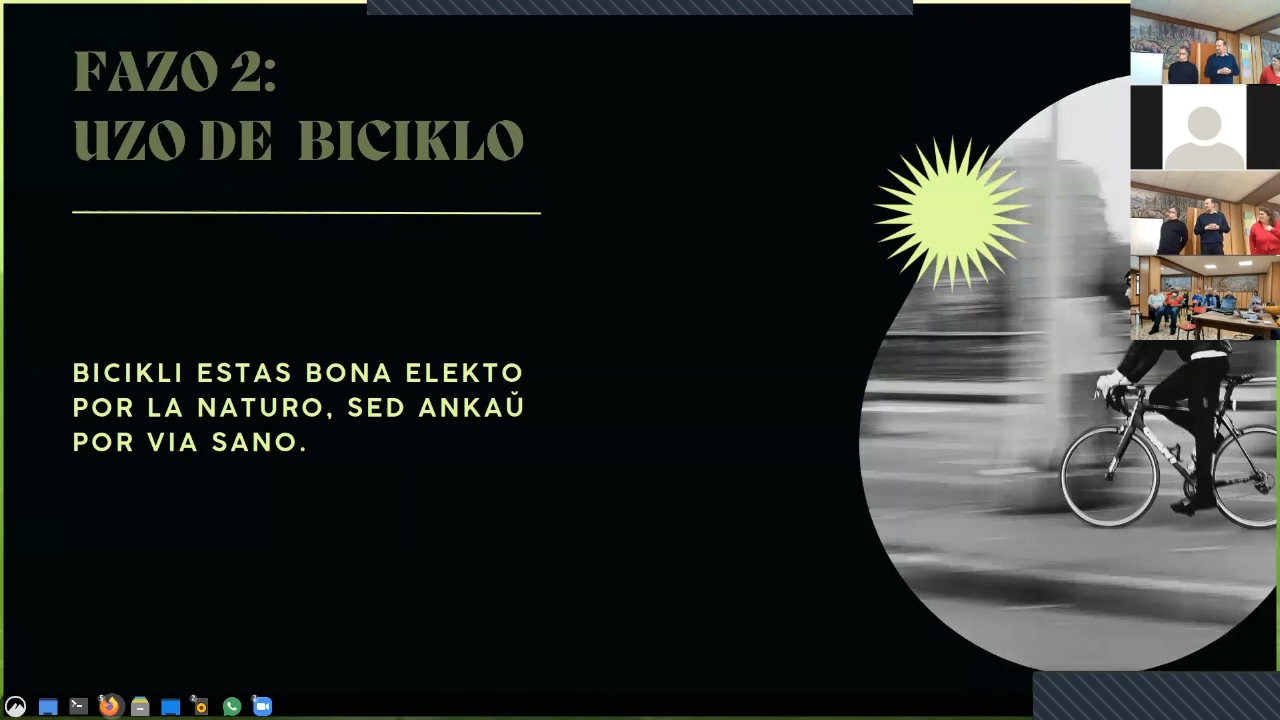 FAZO 2:
UZO DE BICIKLO
BICIKLI ESTAS BONA ELEKTO
POR LA NATURO, SED ANKAŬ
POR VIA SANO.